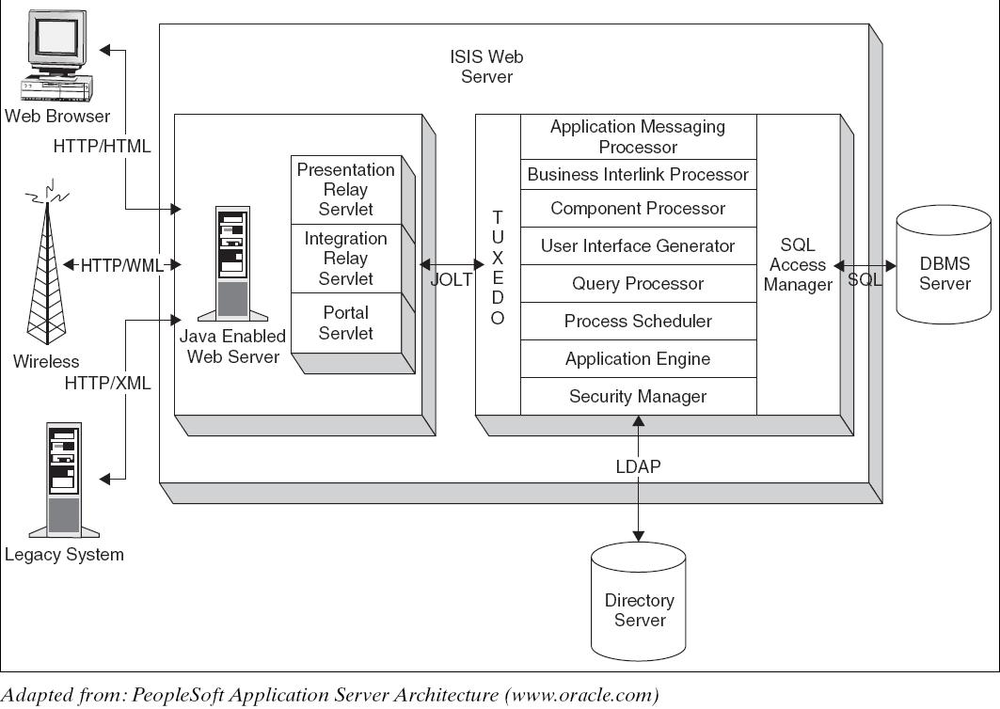 ISIS Web
Server
Web Browser
HTTP/HTML
HTTP/WML
Wireless
HTTP/XML
Legacy System
Java Enabled
Web Server
Presentation
Relay
Servlet
Integration
Relay
Servlet
Portal
Servlet
JOLT
TUXEDO
Application Messaging
Processor
Business Interlink Processor
Component Processor
User Interface Generator
Query Processor
Process Scheduler
Application Engine
Security Manager
SQL
Access
Manager
SQL
DBMS
Server
LDAP
Directory
Server
Adapted from: PeopleSoft Application Server Architecture (www.oracle.com)